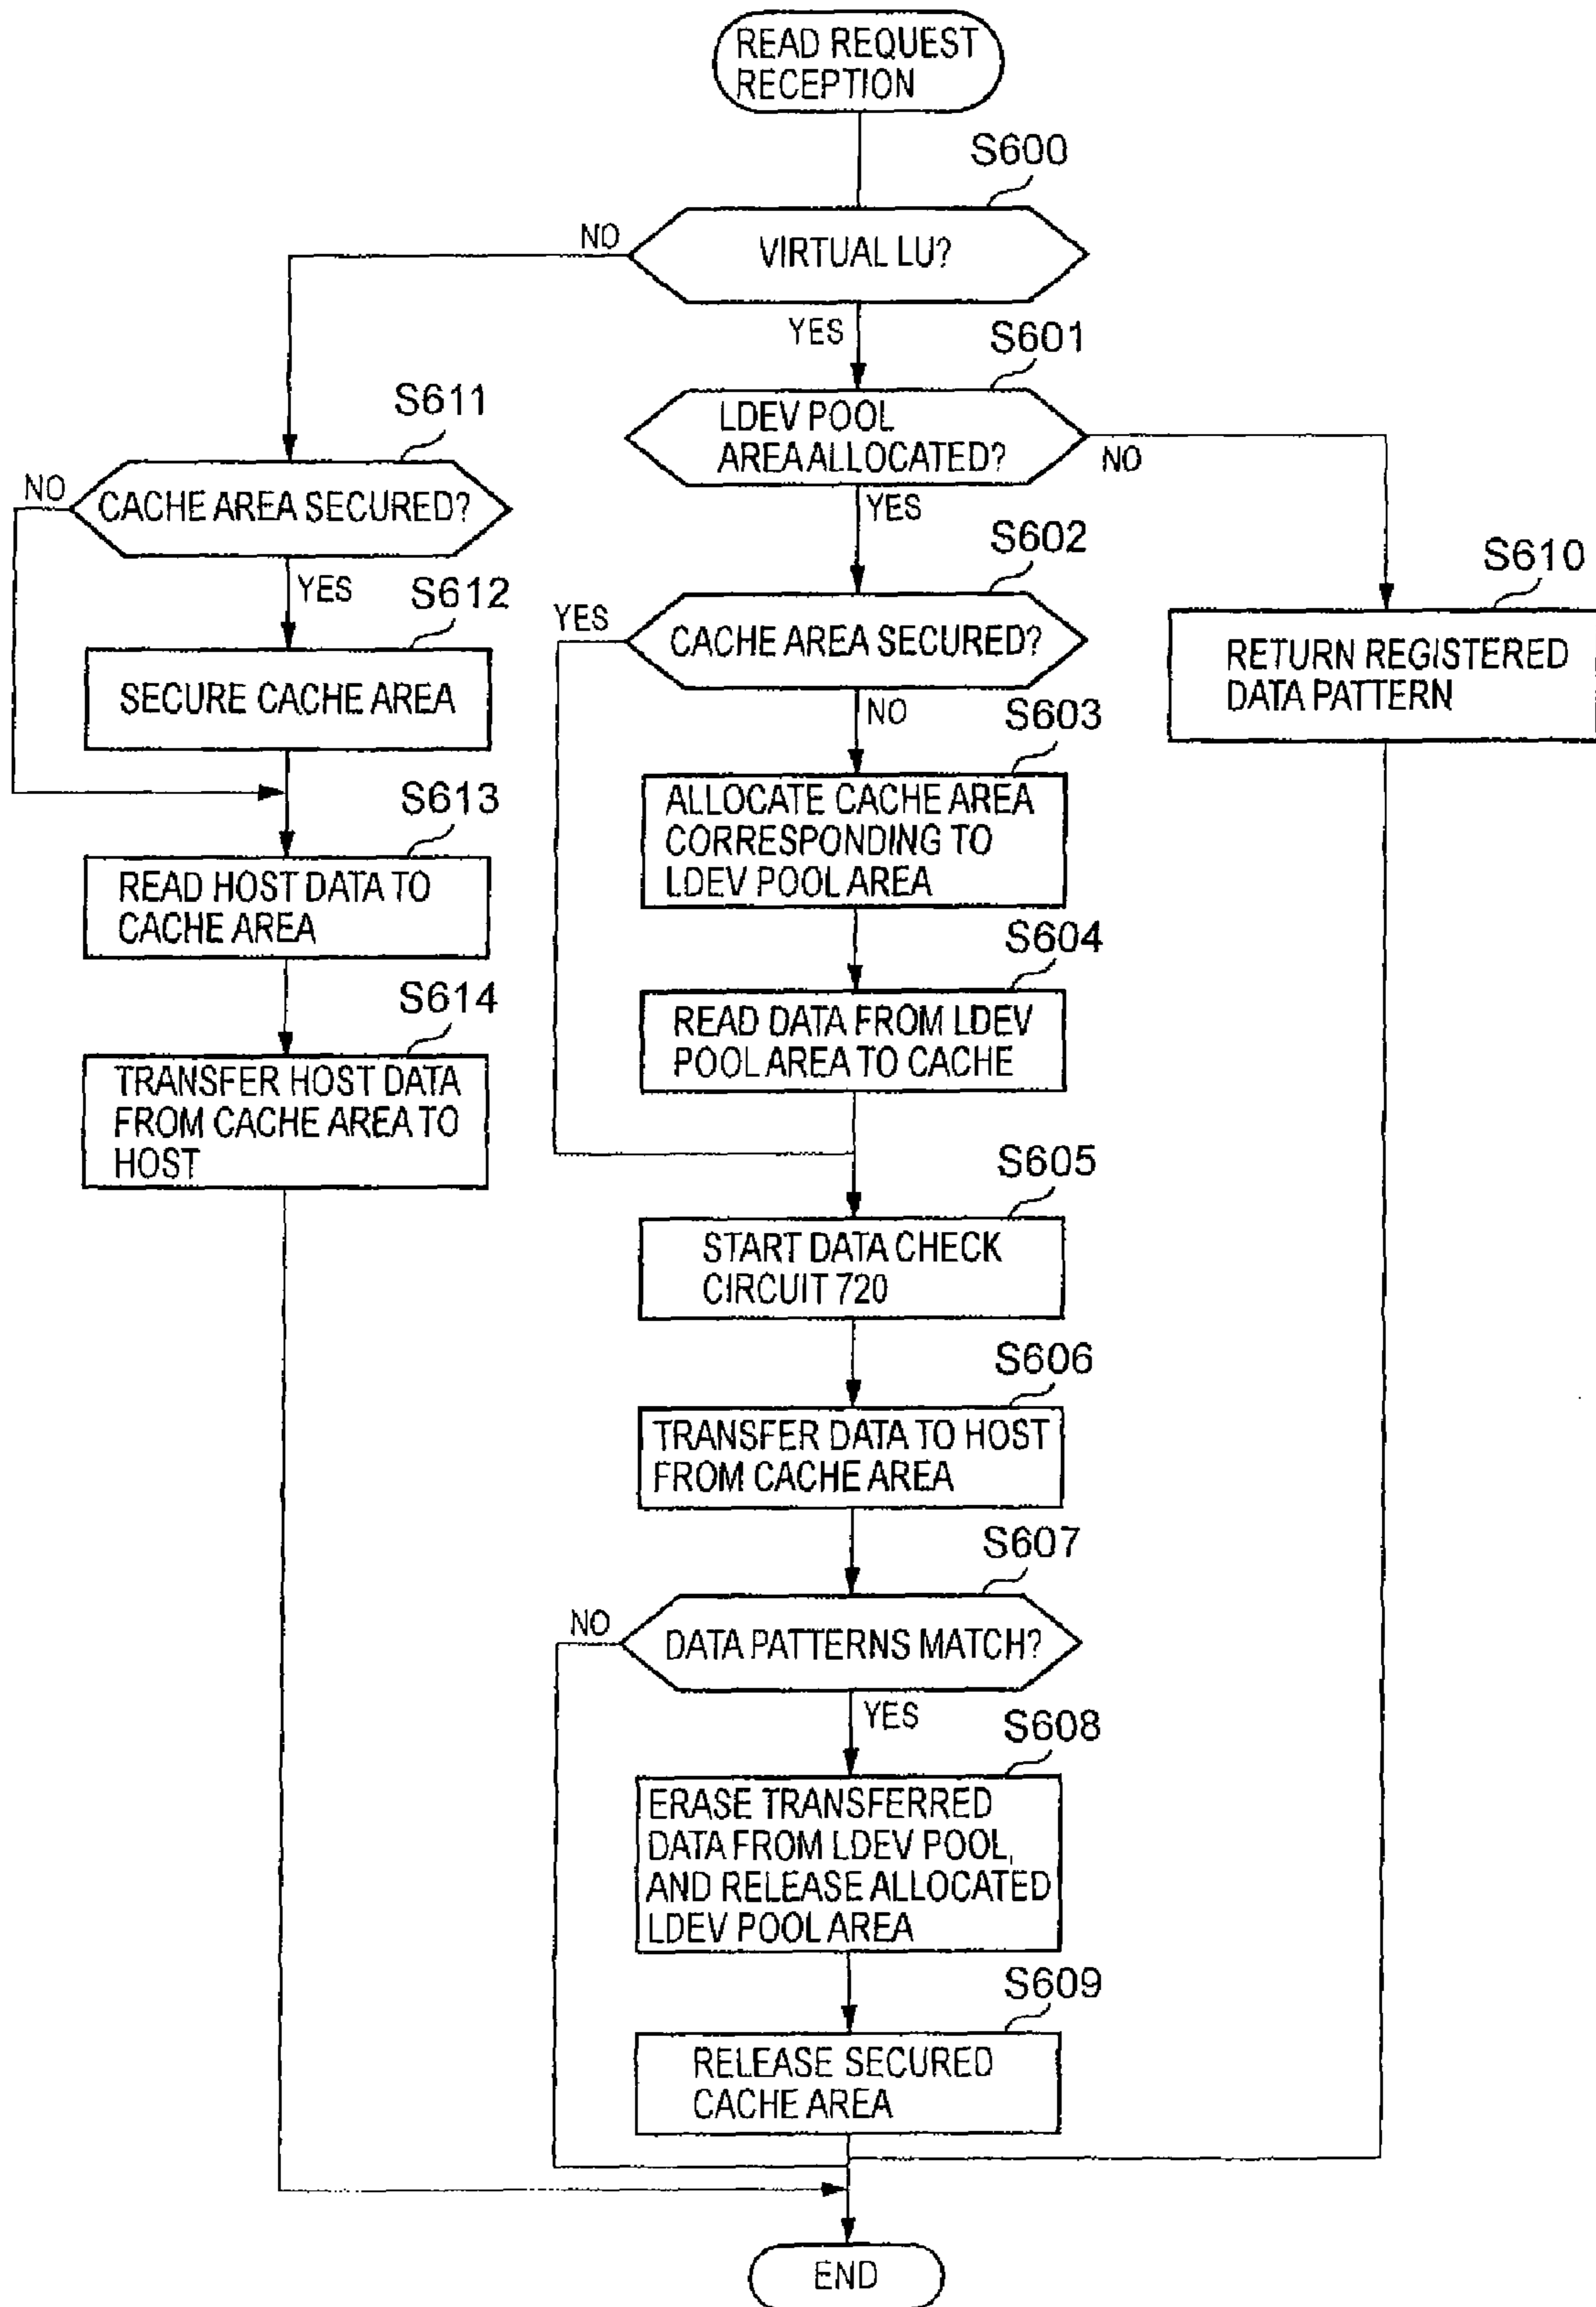 READ REQUEST
RECEPTION
S600
VIRTUAL LU?
NO
YES
S601
LDEV POOL
AREA ALLOCATED?
NO
YES
S611
CACHE AREA SECURED?
NO
YES
S602
CACHE AREA SECURED?
YES
NO
S610
RETURN REGISTERED
DATA PATTERN
S612
SECURE CACHE AREA
S603
ALLOCATE CACHE AREA
CORRESPONDING TO
LDEV POOL AREA
S613
READ HOST DATA TO
CACHE AREA
S604
READ DATA FROM LDEV
POOL AREA TO CACHE
S614
TRANSFER HOST DATA
FROM CACHE AREA TO
HOST
S605
START DATA CHECK
CIRCUIT 720
S606
TRANSFER DATA TO HOST
FROM CACHE AREA
S607
DATA PATTERNS MATCH?
NO
YES
S608
ERASE TRANSFERRED
DATA FROM LDEV POOL,
AND RELEASE ALLOCATED
LDEV POOL AREA
S609
RELEASE SECURED
CACHE AREA
END